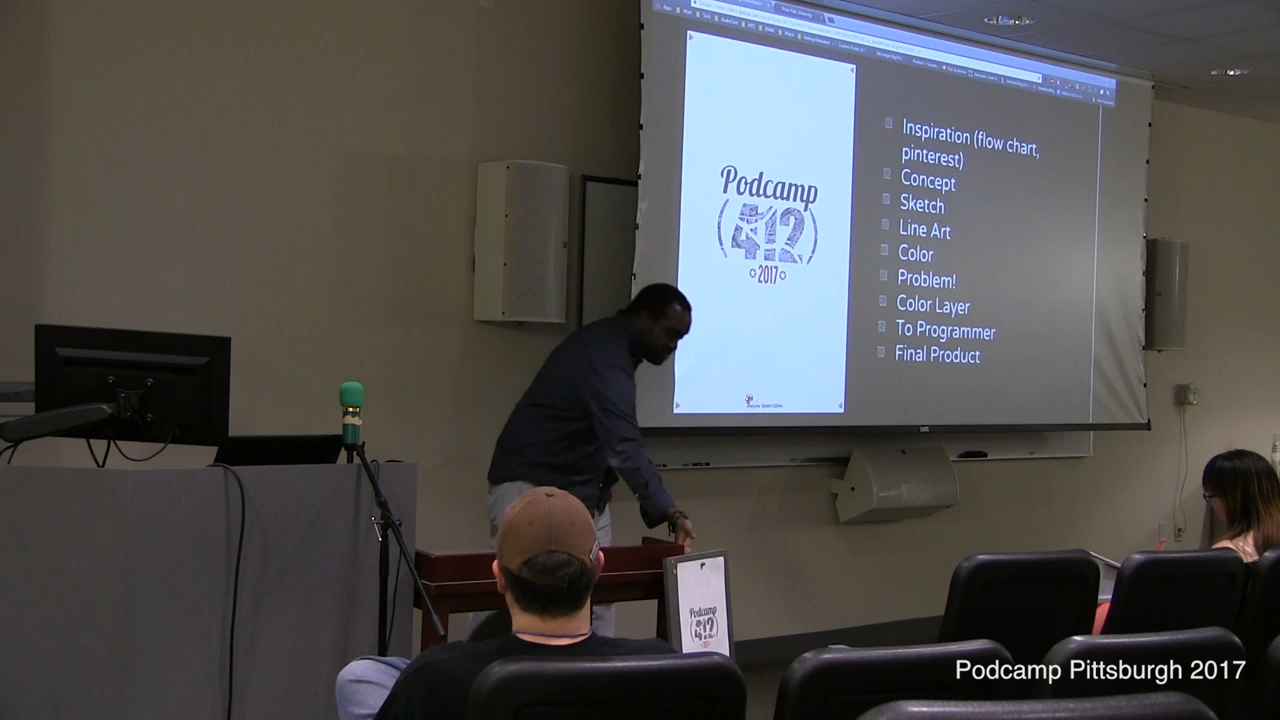 Podcamp
(412)
2017
Inspiration (flow chart,
pinterest)
Concept
Sketch
Line Art
Color
Problem!
Color Layer
To Programmer
Final Product
Podcamp
412
Podcamp Pittsburgh 2017